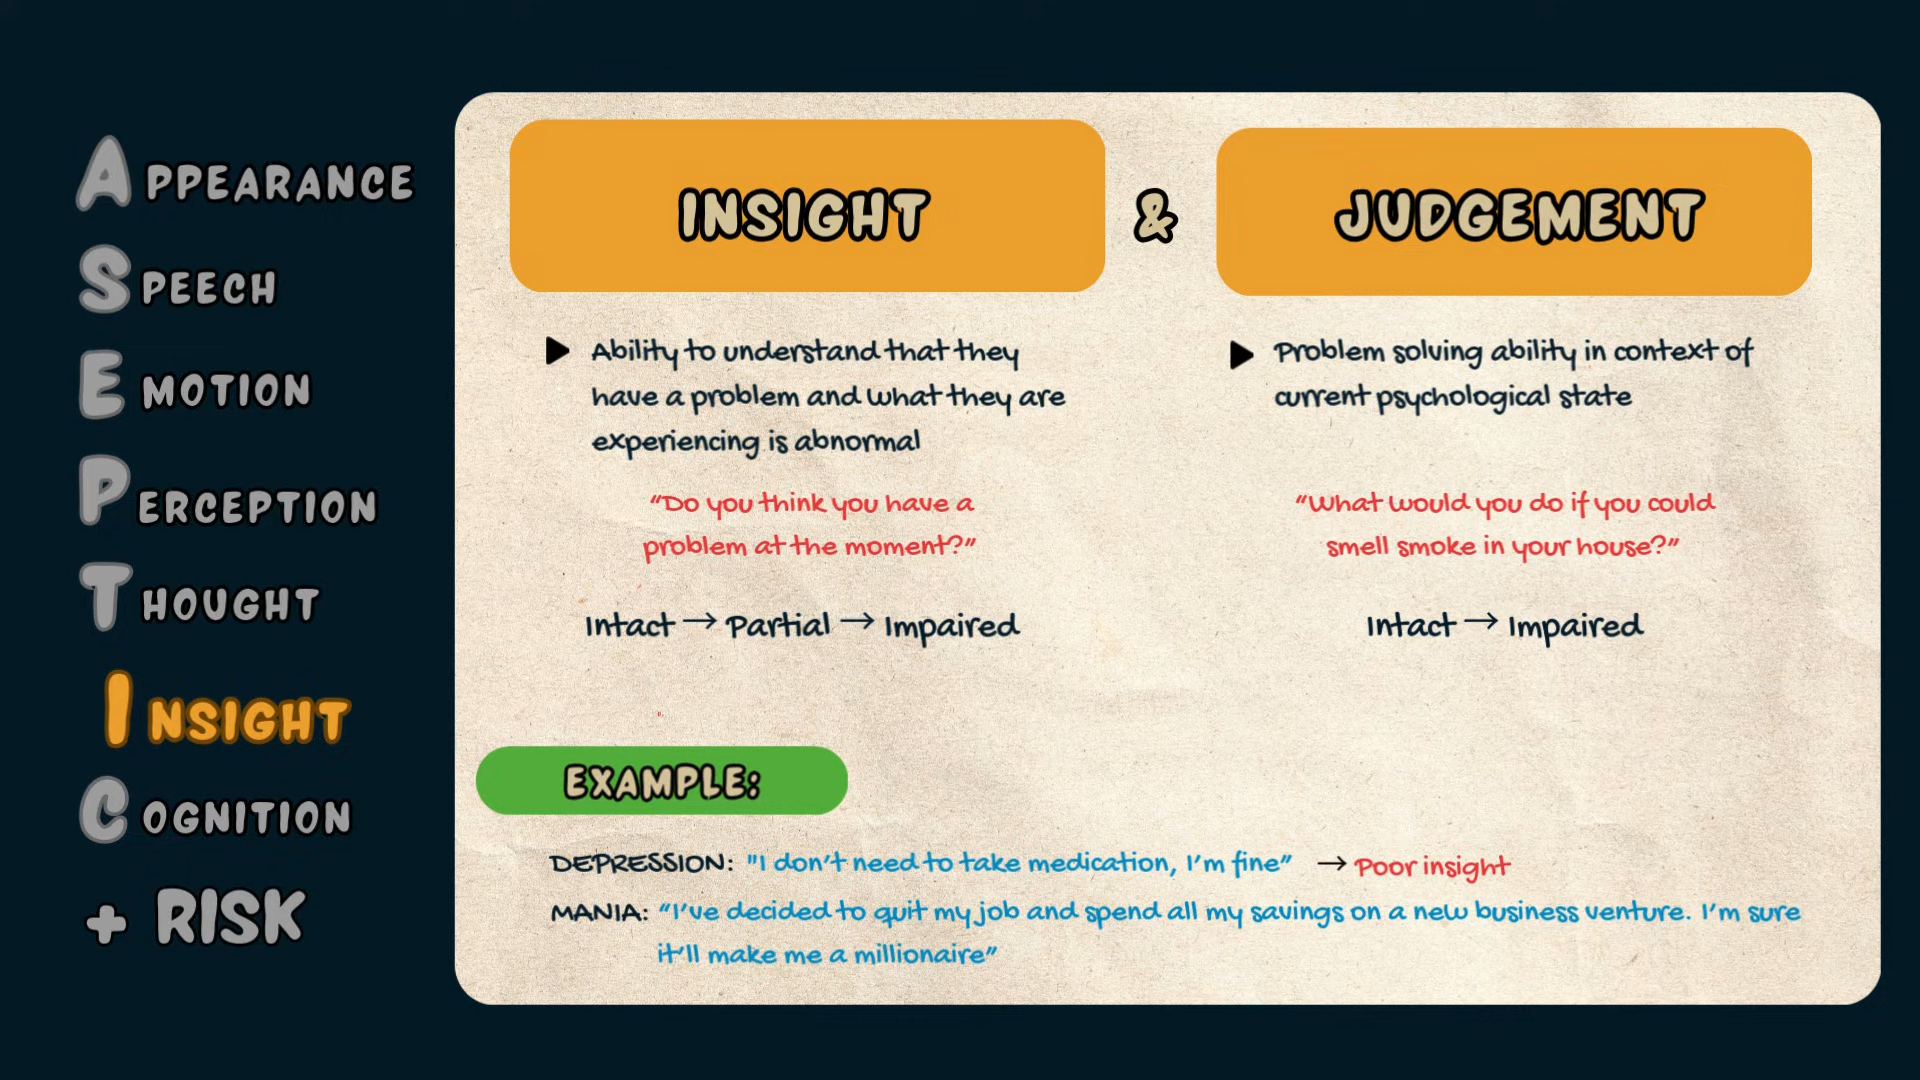 APPEARANCE
SPEECH
EMOTION
PERCEPTION
THOUGHT
INSIGHT
COGNITION
+ RISK
INSIGHT & JUDGEMENT
Ability to understand that they
have a problem and what they are
experiencing is abnormal
"Do you think you have a
problem at the moment?"
Intact → Partial → Impaired
Problem solving ability in context of
current psychological state
"What would you do if you could
smell smoke in your house?"
Intact → Impaired
EXAMPLE:
DEPRESSION: "I don't need to take medication, I'm fine" → Poor insight
MANIA: "I've decided to quit my job and spend all my savings on a new business venture. I'm sure
it'll make me a millionaire"